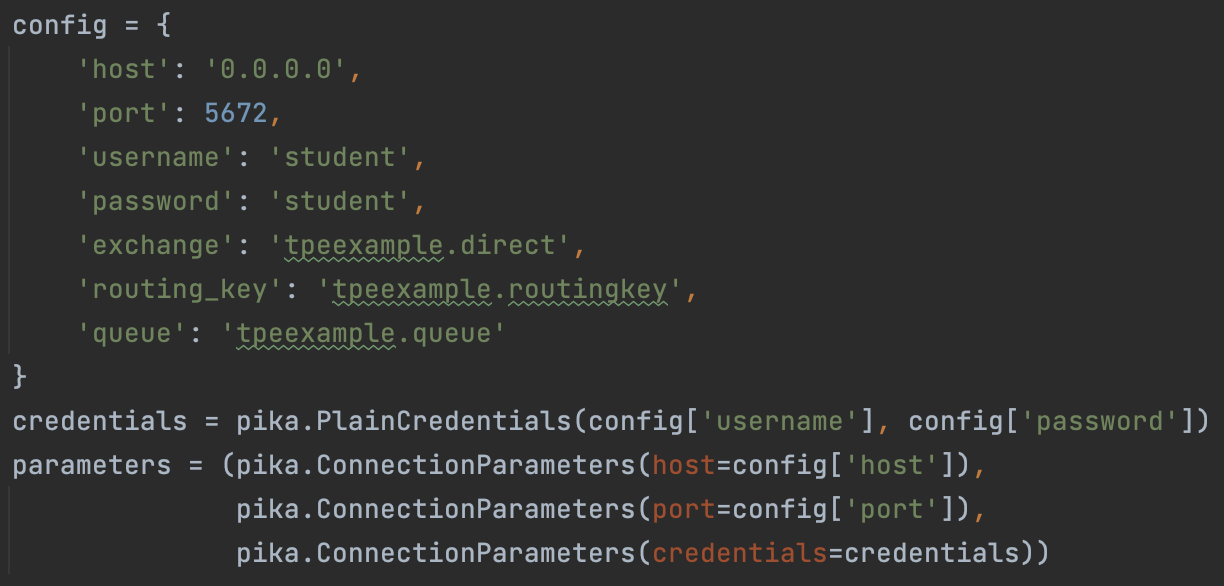 config = {
    'host': '0.0.0.0',
    'port': 5672,
    'username': 'student',
    'password': 'student',
    'exchange': 'tpeexample.direct',
    'routing_key': 'tpeexample.routingkey',
    'queue': 'tpeexample.queue'
}
credentials = pika.PlainCredentials(config['username'], config['password'])
parameters = (pika.ConnectionParameters(host=config['host']),
              pika.ConnectionParameters(port=config['port']),
              pika.ConnectionParameters(credentials=credentials))